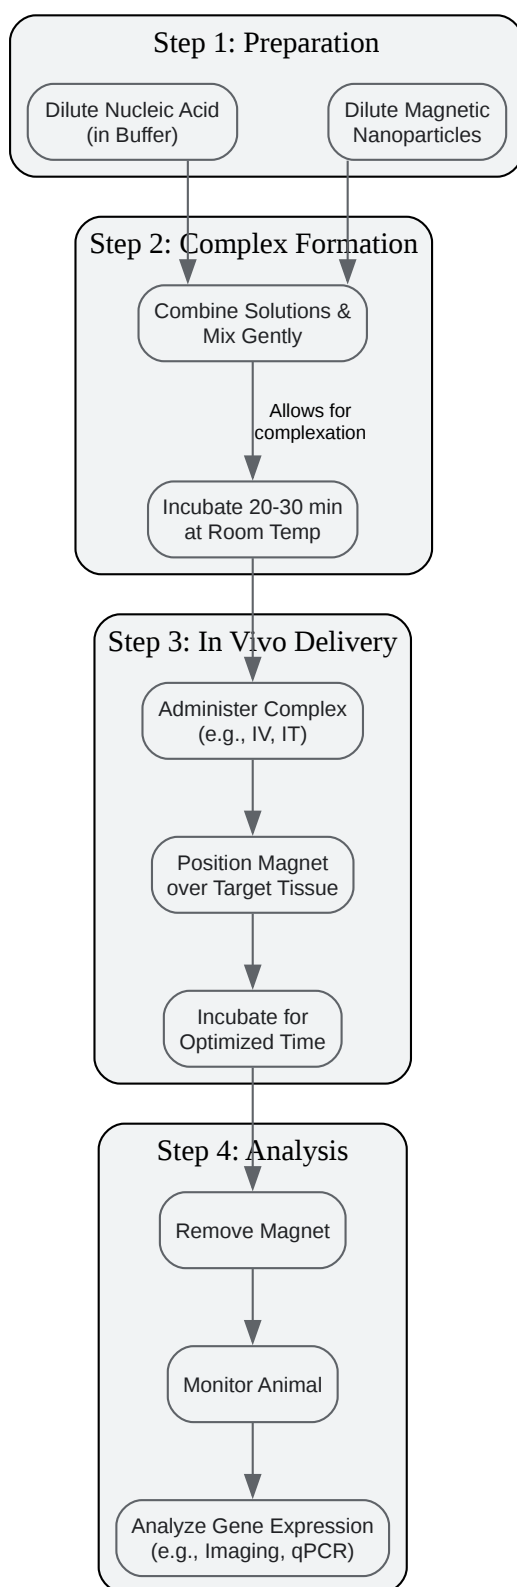 Step 1: Preparation
Dilute Nucleic Acid
(in Buffer)
Dilute Magnetic
Nanoparticles
Step 2: Complex Formation
Combine Solutions &
Mix Gently
Allows for
complexation
Incubate 20-30 min
at Room Temp
Step 3: In Vivo Delivery
Administer Complex
(e.g., IV, IT)
Position Magnet
over Target Tissue
Incubate for
Optimized Time
Step 4: Analysis
Remove Magnet
Monitor Animal
Analyze Gene Expression
(e.g., Imaging, qPCR)